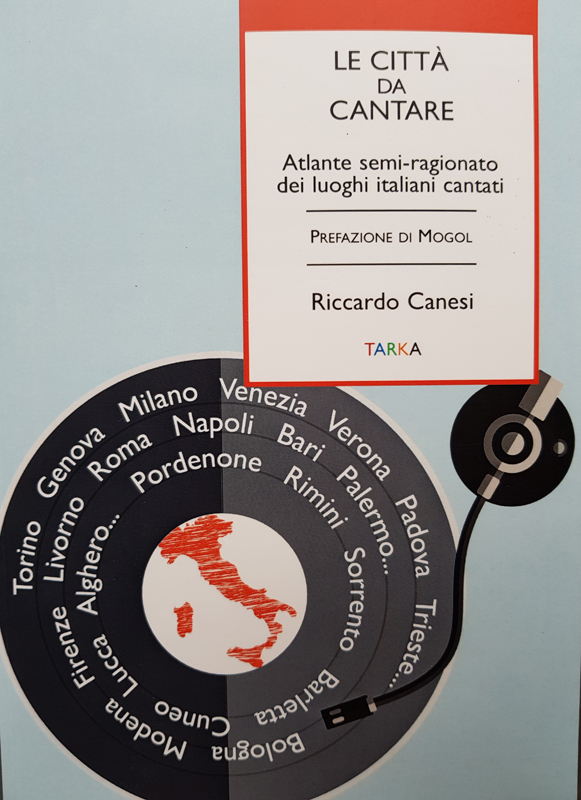 LE CITTÀ
DA
CANTARE
Atlante semi-ragionato
dei luoghi italiani cantati
PREFAZIONE DI MOGOL
Riccardo Canesi
TARKA
Torino Genova Milano Venezia Verona Padova Trieste...
Bologna Modena Firenze Livorno Roma Napoli Bari Palermo...
Pordenone Rimini Sorrento Barletta Cuneo Lucca Alghero...